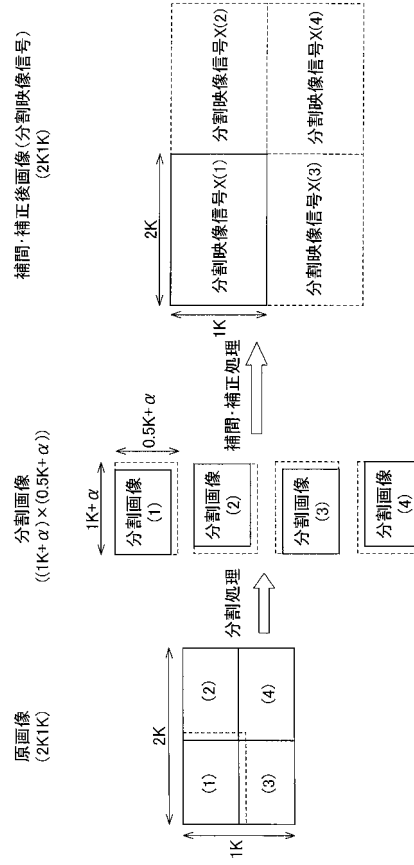 原画像
(2K1K)
2K
1K
(1)
(2)
(3)
(4)
分割処理
分割画像
((1K+α)×(0.5K+α))
1K+α
0.5K+α
分割画像
(1)
分割画像
(2)
分割画像
(3)
分割画像
(4)
補間・補正処理
補間・補正後画像(分割映像信号)
(2K1K)
2K
1K
分割映像信号X(1)
分割映像信号X(2)
分割映像信号X(3)
分割映像信号X(4)